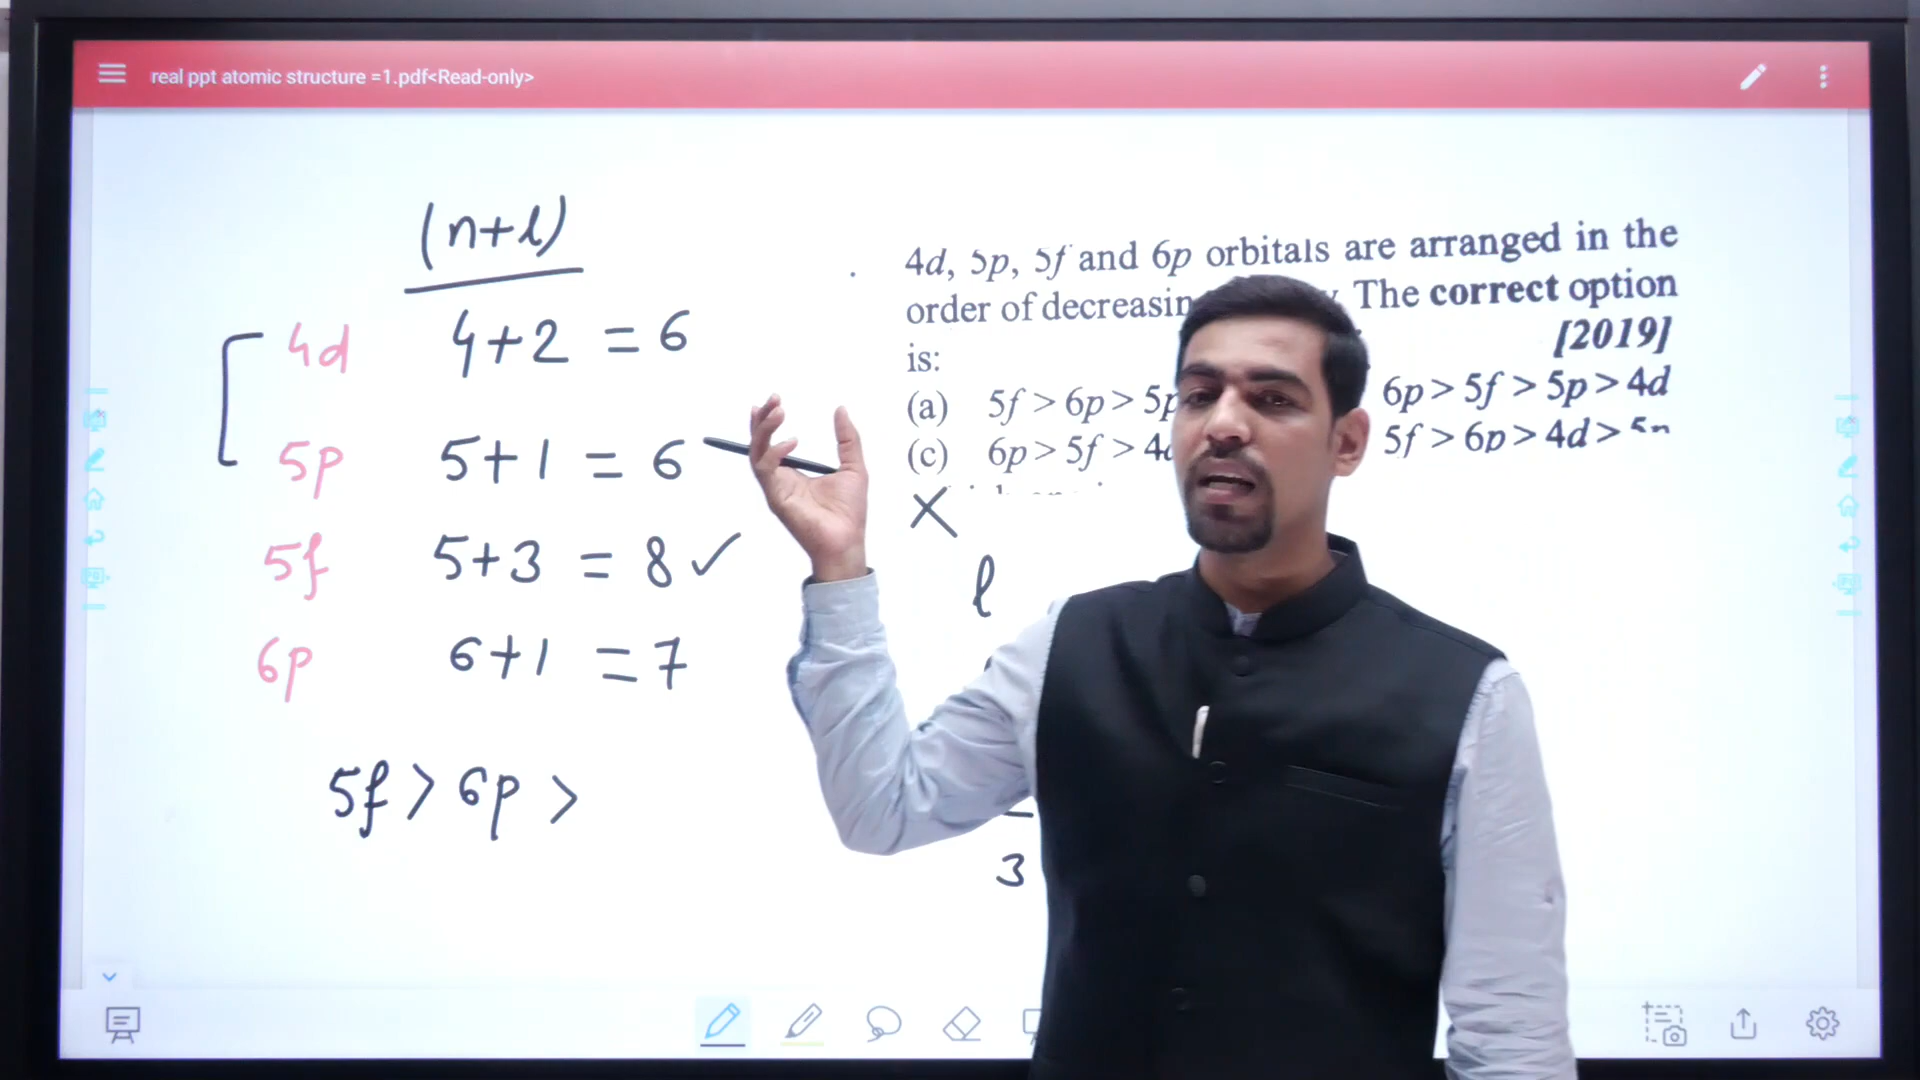 real ppt atomic structure =1.pdf<Read-only>
(n+l)
4d 4+2 = 6
5p 5+1 = 6
5f 5+3 = 8 ✓
6p 6+1 = 7
5f > 6p >
4d, 5p, 5f and 6p orbitals are arranged in the
order of The correct option
is: [2019]
(a) 5f > 6p > 5p 6p > 5f > 5p > 4d
(c) 6p > 5f > 5f > 6p > 4d >
X
l
3